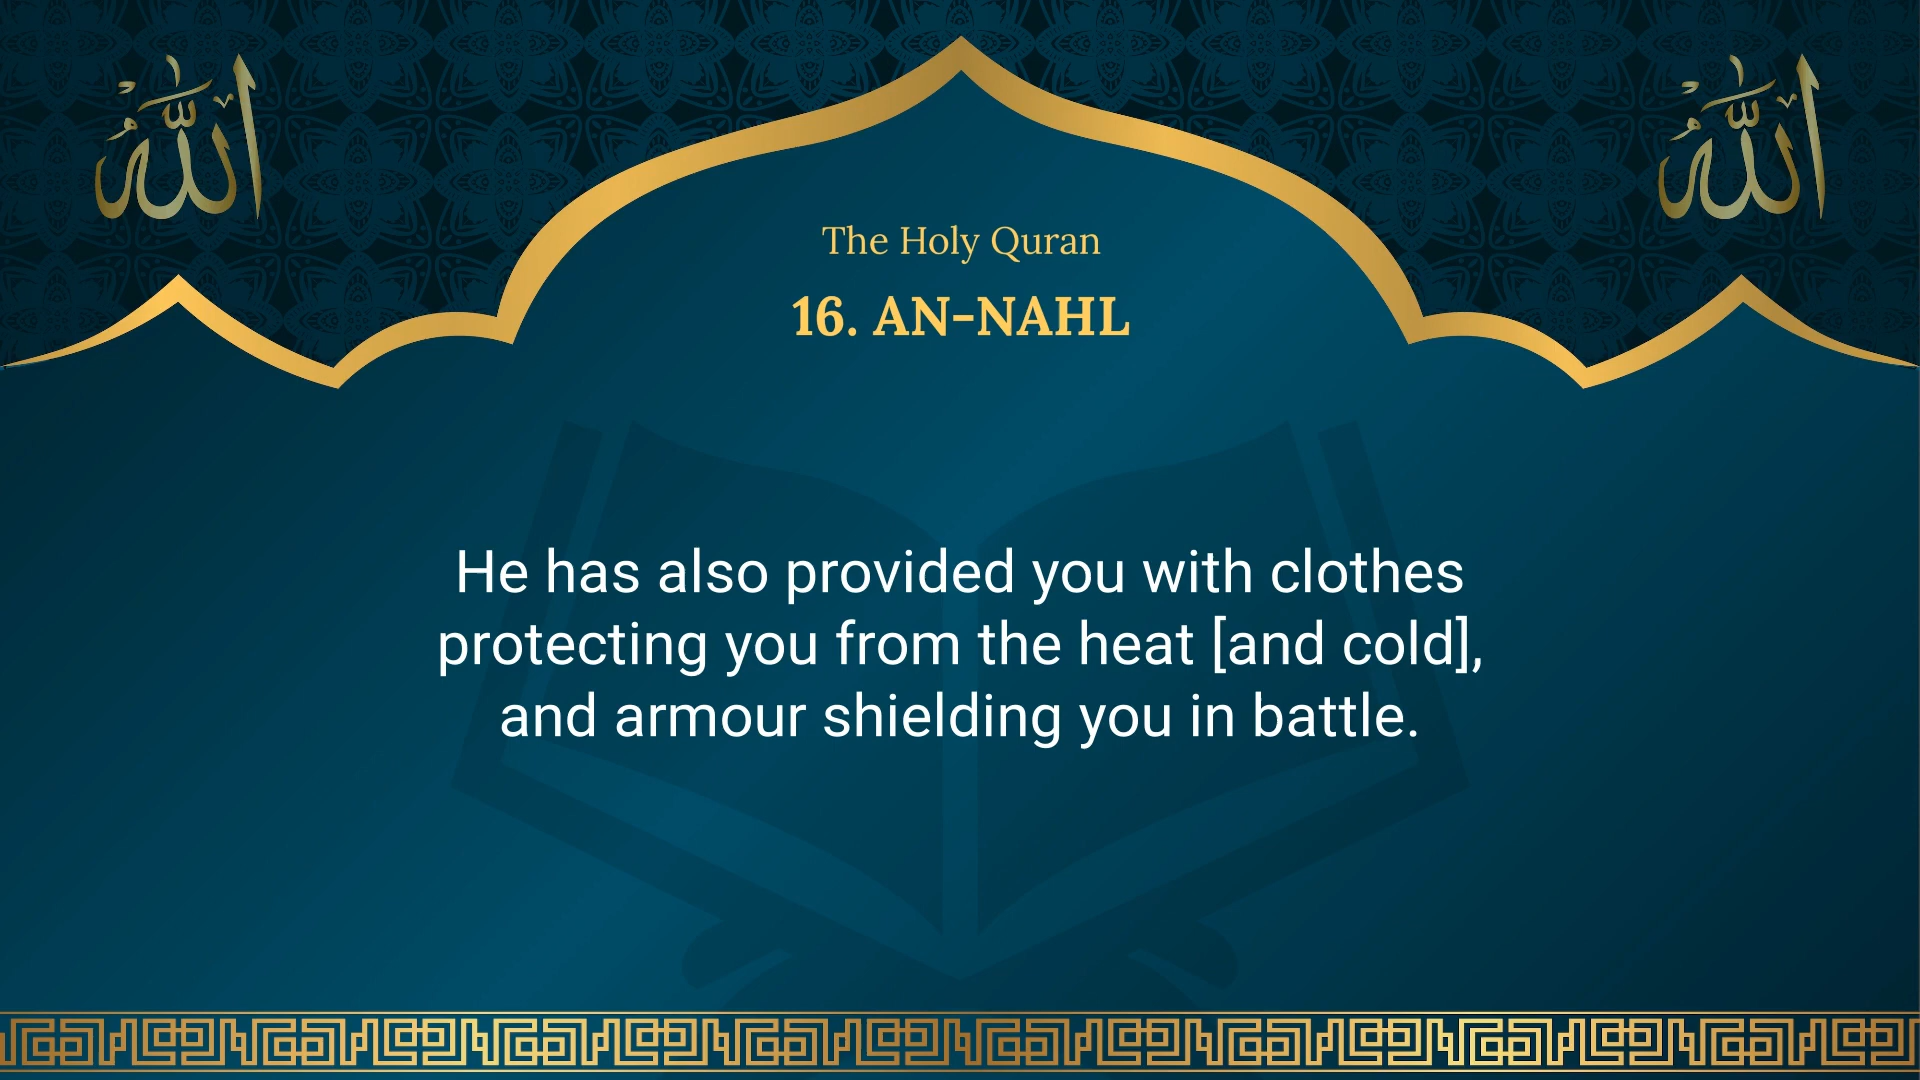 الله
الله
The Holy Quran
16. AN-NAHL
He has also provided you with clothes
protecting you from the heat [and cold],
and armour shielding you in battle.